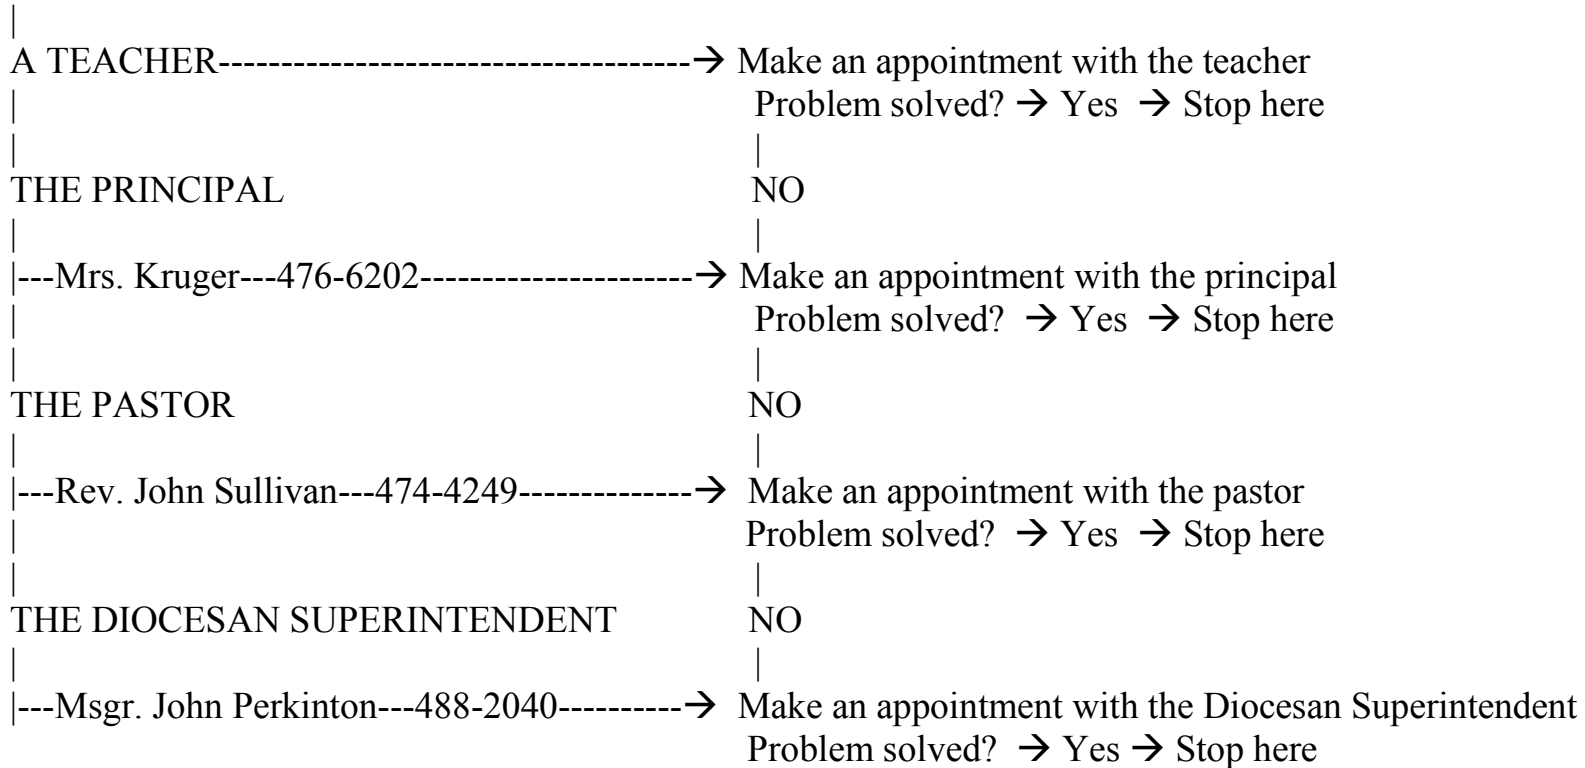 |
A TEACHER--------------------------------------→ Make an appointment with the teacher
| Problem solved? → Yes → Stop here
| |
THE PRINCIPAL NO
| |
|---Mrs. Kruger---476-6202----------------------→ Make an appointment with the principal
| Problem solved? → Yes → Stop here
| |
THE PASTOR NO
| |
|---Rev. John Sullivan---474-4249--------------→ Make an appointment with the pastor
| Problem solved? → Yes → Stop here
| |
THE DIOCESAN SUPERINTENDENT NO
| |
|---Msgr. John Perkinton---488-2040----------→ Make an appointment with the Diocesan Superintendent
Problem solved? → Yes → Stop here